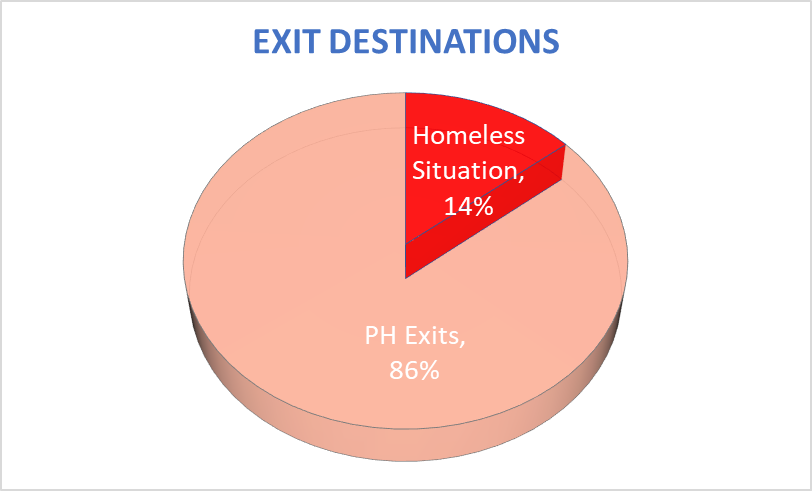 EXIT DESTINATIONS
Homeless
Situation,
14%
PH Exits,
86%